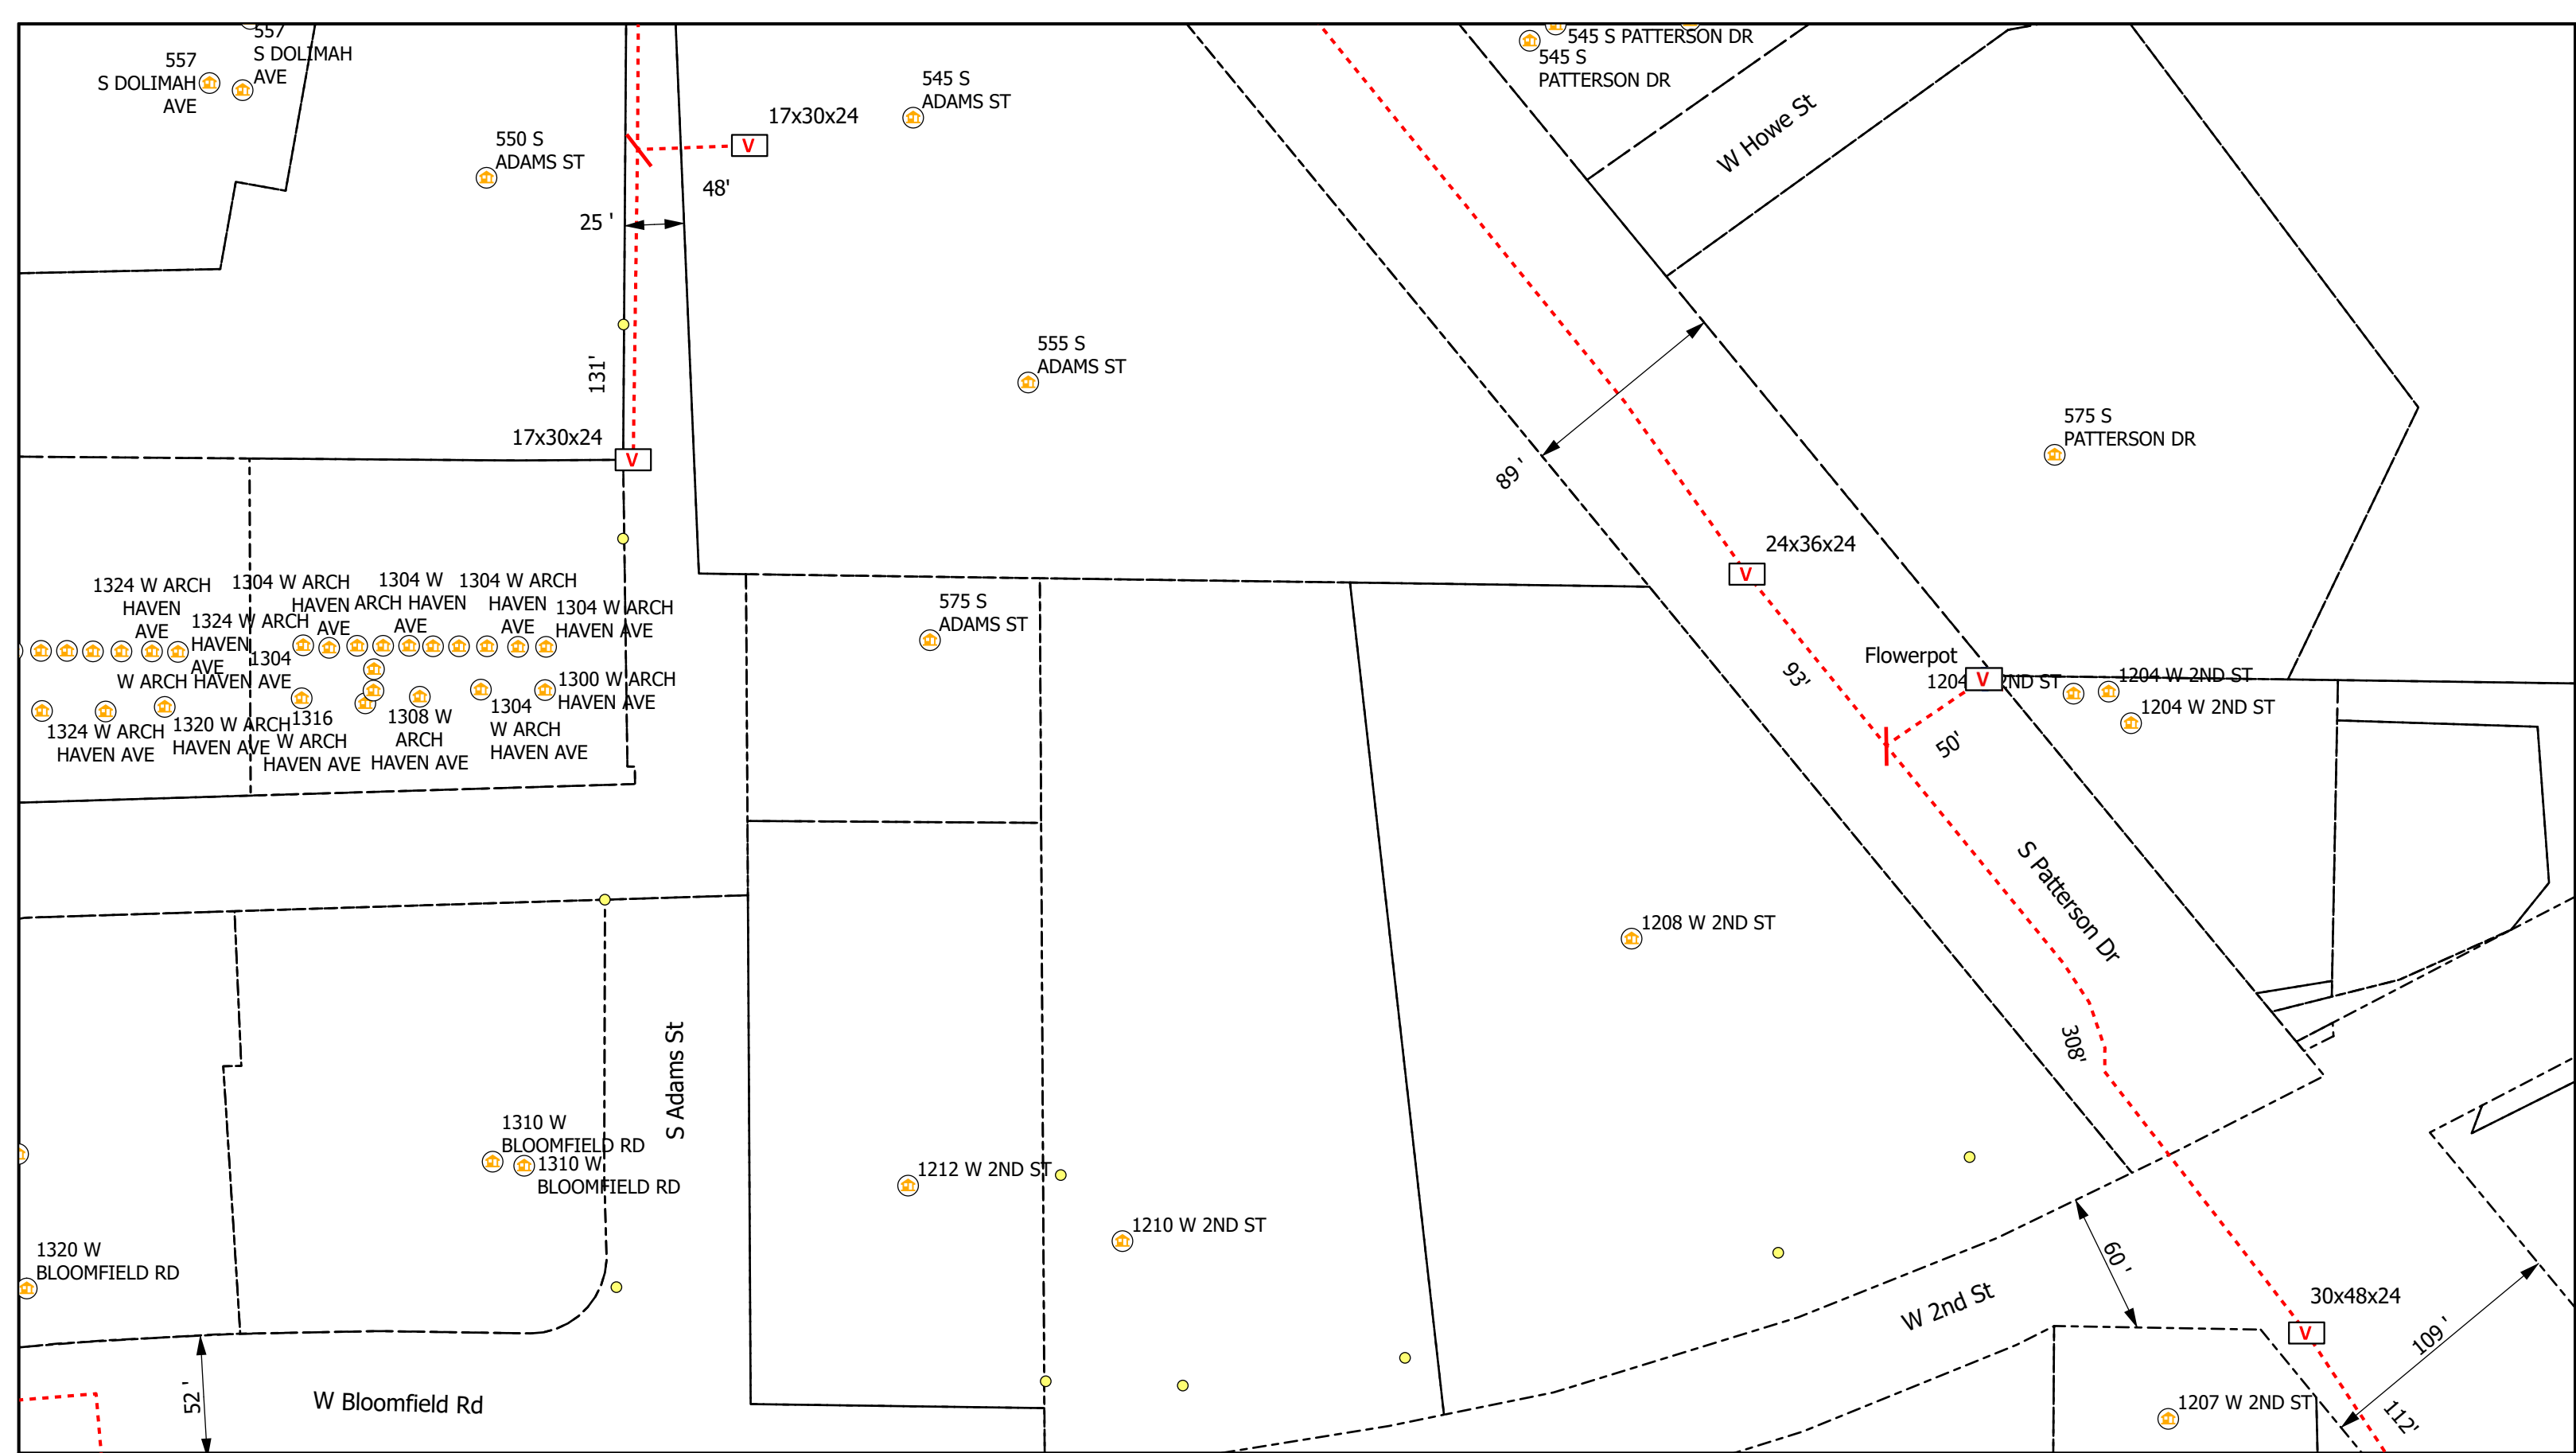 557
S DOLIMAH
AVE
557
S DOLIMAH
AVE
550 S
ADAMS ST
17x30x24
48'
25 '
545 S
ADAMS ST
545 S PATTERSON DR
545 S
PATTERSON DR
W Howe St
131'
17x30x24
555 S
ADAMS ST
89 '
575 S
PATTERSON DR
24x36x24
1324 W ARCH
HAVEN
AVE
1324 W ARCH
HAVEN
AVE
1304 W ARCH
HAVEN
AVE
1304 W
ARCH HAVEN
AVE
1304 W ARCH
HAVEN
AVE
1304 W ARCH
HAVEN AVE
1304
W ARCH HAVEN AVE
1300 W ARCH
HAVEN AVE
1324 W ARCH
HAVEN AVE
1320 W ARCH
HAVEN AVE
1316
W ARCH
HAVEN AVE
1308 W
ARCH
HAVEN AVE
1304
W ARCH
HAVEN AVE
575 S
ADAMS ST
93'
Flowerpot
1204 2ND ST
1204 W 2ND ST
1204 W 2ND ST
50'
S Patterson Dr
1208 W 2ND ST
308'
S Adams St
1310 W
BLOOMFIELD RD
1310 W
BLOOMFIELD RD
1212 W 2ND ST
1210 W 2ND ST
1320 W
BLOOMFIELD RD
60 '
W 2nd St
30x48x24
109 '
52 '
W Bloomfield Rd
1207 W 2ND ST
112'
V
V
V
V
V